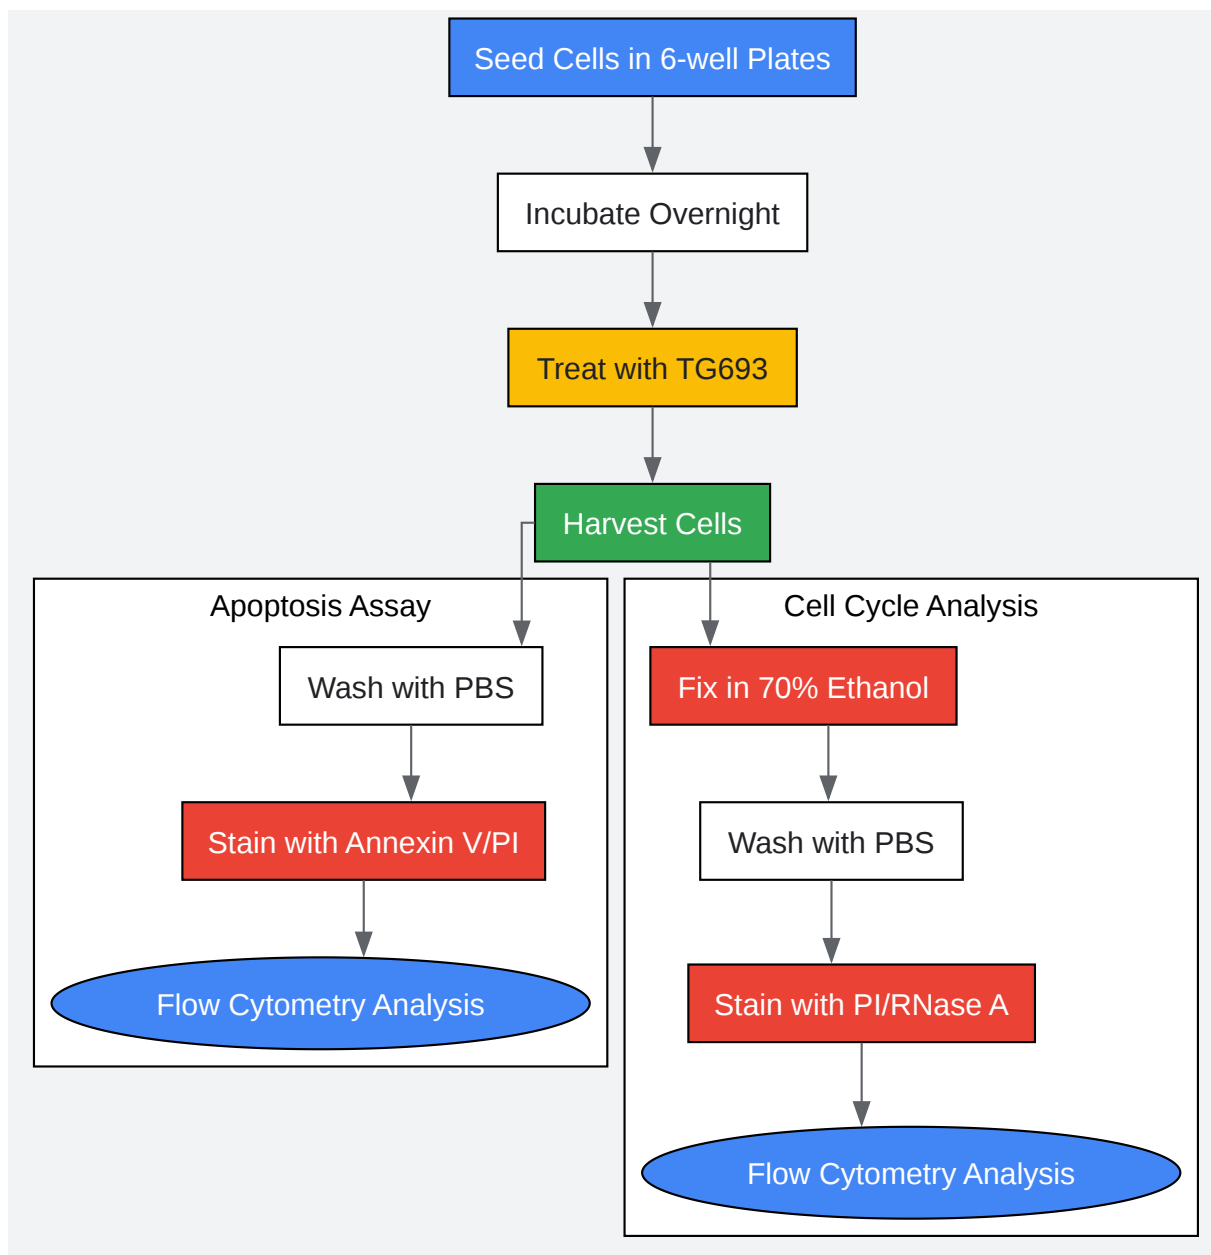 Seed Cells in 6-well Plates
Incubate Overnight
Treat with TG693
Harvest Cells
Apoptosis Assay
Wash with PBS
Stain with Annexin V/PI
Flow Cytometry Analysis
Cell Cycle Analysis
Fix in 70% Ethanol
Wash with PBS
Stain with PI/RNase A
Flow Cytometry Analysis